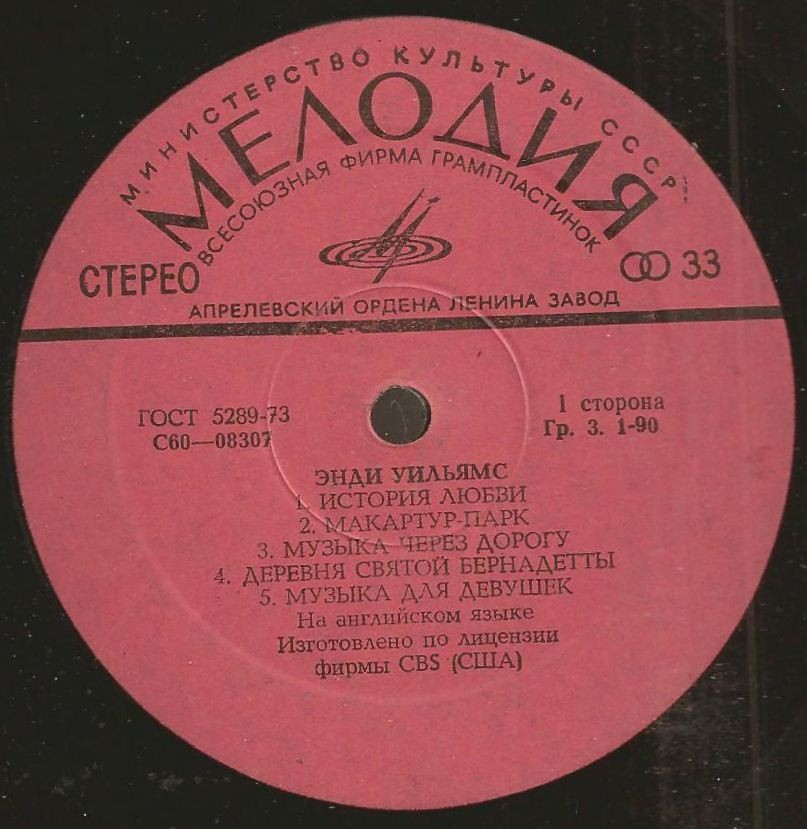 МИНИСТЕРСТВО КУЛЬТУРЫ СССР
МЕЛОДИЯ
ВСЕСОЮЗНАЯ ФИРМА ГРАМПЛАСТИНОК
СТЕРЕО
33
АПРЕЛЕВСКИЙ ОРДЕНА ЛЕНИНА ЗАВОД
ГОСТ 5289-73
С60—08307
1 сторона
Гр. 3. 1-90
ЭНДИ УИЛЬЯМС
1. ИСТОРИЯ ЛЮБВИ
2. МАКАРТУР-ПАРК
3. МУЗЫКА ЧЕРЕЗ ДОРОГУ
4. ДЕРЕВНЯ СВЯТОЙ БЕРНАДЕТТЫ
5. МУЗЫКА ДЛЯ ДЕВУШЕК
На английском языке
Изготовлено по лицензии
фирмы CBS (США)